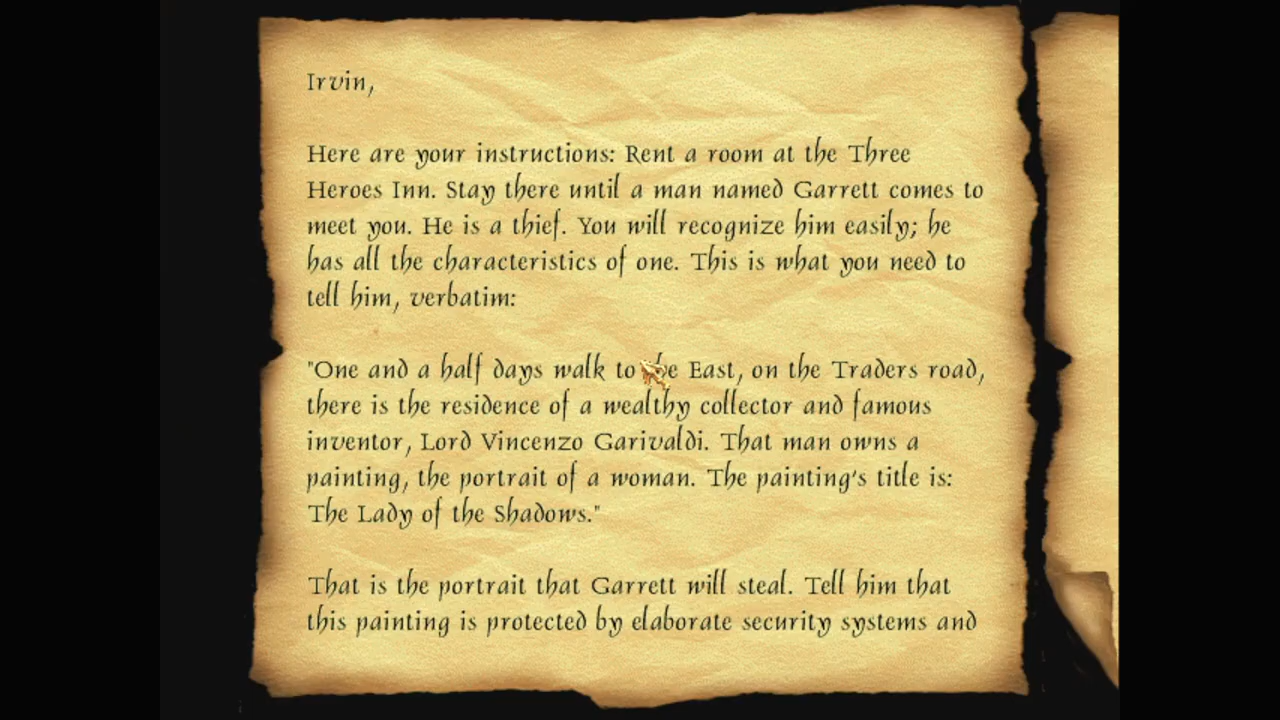 Irvin,
Here are your instructions: Rent a room at the Three
Heroes Inn. Stay there until a man named Garrett comes to
meet you. He is a thief. You will recognize him easily; he
has all the characteristics of one. This is what you need to
tell him, verbatim:
"One and a half days walk to the East, on the Traders road,
there is the residence of a wealthy collector and famous
inventor, Lord Vincenzo Garivaldi. That man owns a
painting, the portrait of a woman. The painting's title is:
The Lady of the Shadows."
That is the portrait that Garrett will steal. Tell him that
this painting is protected by elaborate security systems and